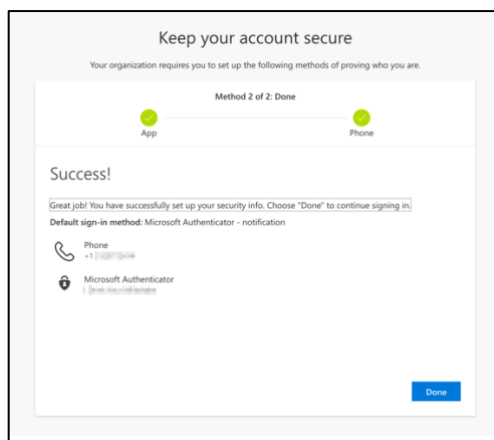 Keep your account secure
Your organization requires you to set up the following methods of proving who you are.
Method 2 of 2: Done
App
Phone
Success!
Great job! You have successfully set up your security info. Choose "Done" to continue signing in.
Default sign-in method: Microsoft Authenticator - notification
Phone
+1
Microsoft Authenticator
Done